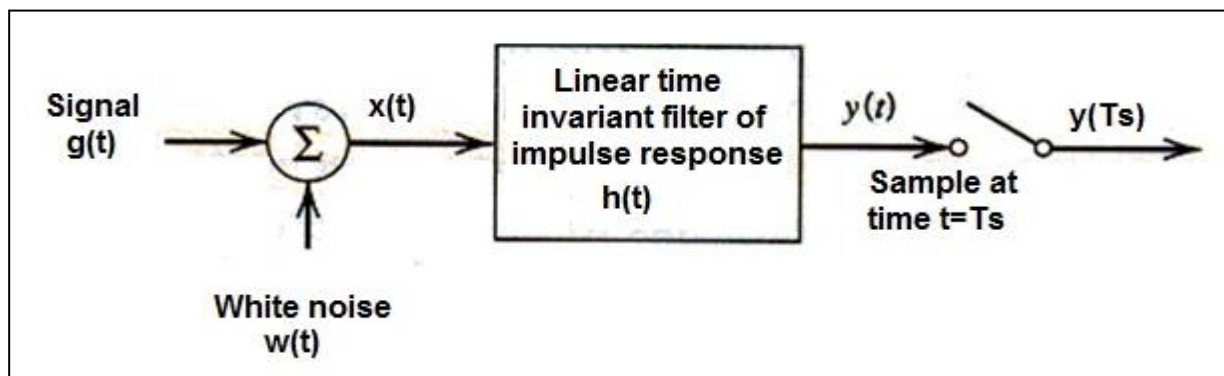 Signal
g(t)
Σ
x(t)
Linear time
invariant filter of
impulse response
h(t)
y(t)
y(Ts)
Sample at
time t=Ts
White noise
w(t)